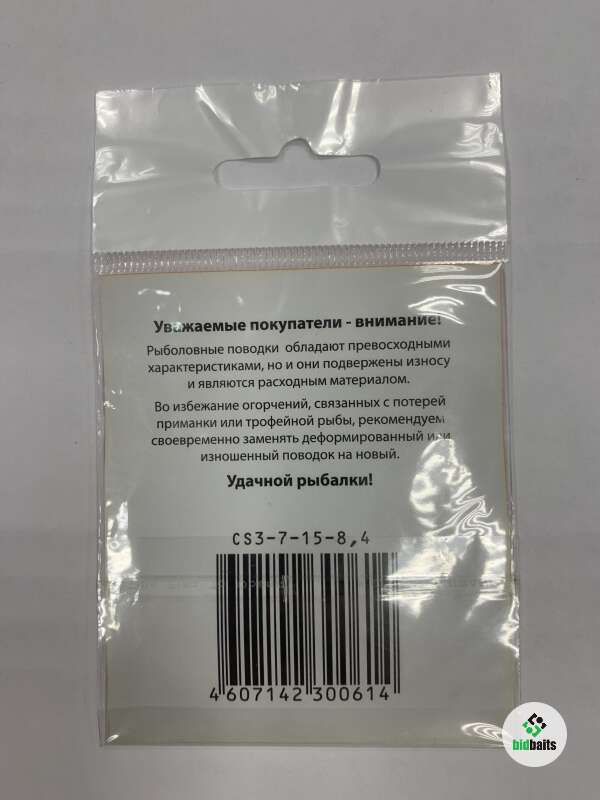 Уважаемые покупатели - внимание!
Рыболовные поводки обладают превосходными
характеристиками, но и они подвержены износу
и являются расходным материалом.
Во избежание огорчений, связанных с потерей
приманки или трофейной рыбы, рекомендуем
своевременно заменять деформированный или
изношенный поводок на новый.
Удачной рыбалки!
CS3-7-15-8,4
4 607142 300614
bidbaits